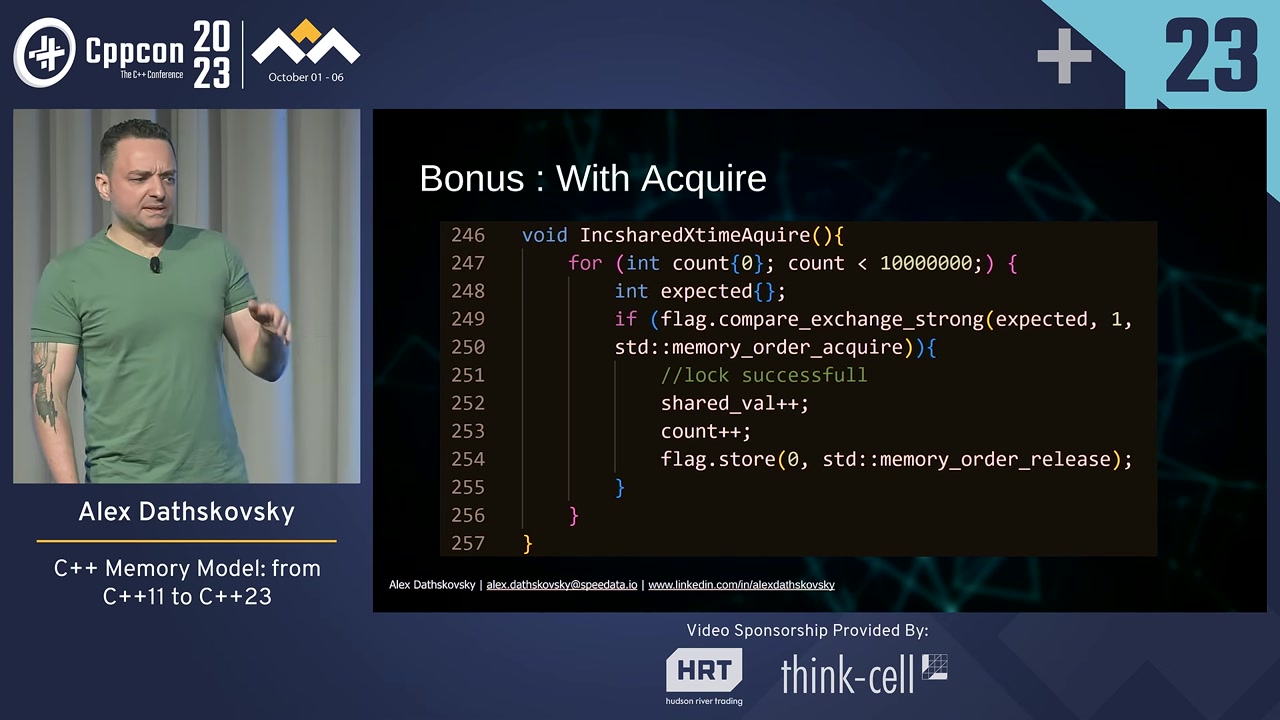 Cppcon
The C++ Conference
20
23
October 01 - 06
23
Bonus : With Acquire
246 void IncsharedXtimeAquire(){
247 for (int count{0}; count < 10000000;) {
248 int expected{};
249 if (flag.compare_exchange_strong(expected, 1,
250 std::memory_order_acquire)){
251 //lock successfull
252 shared_val++;
253 count++;
254 flag.store(0, std::memory_order_release);
255 }
256 }
257 }
Alex Dathskovsky | alex.dathskovsky@speedata.io | www.linkedin.com/in/alexdathskovsky
Alex Dathskovsky
C++ Memory Model: from
C++11 to C++23
Video Sponsorship Provided By:
HRT
hudson river trading
think-cell